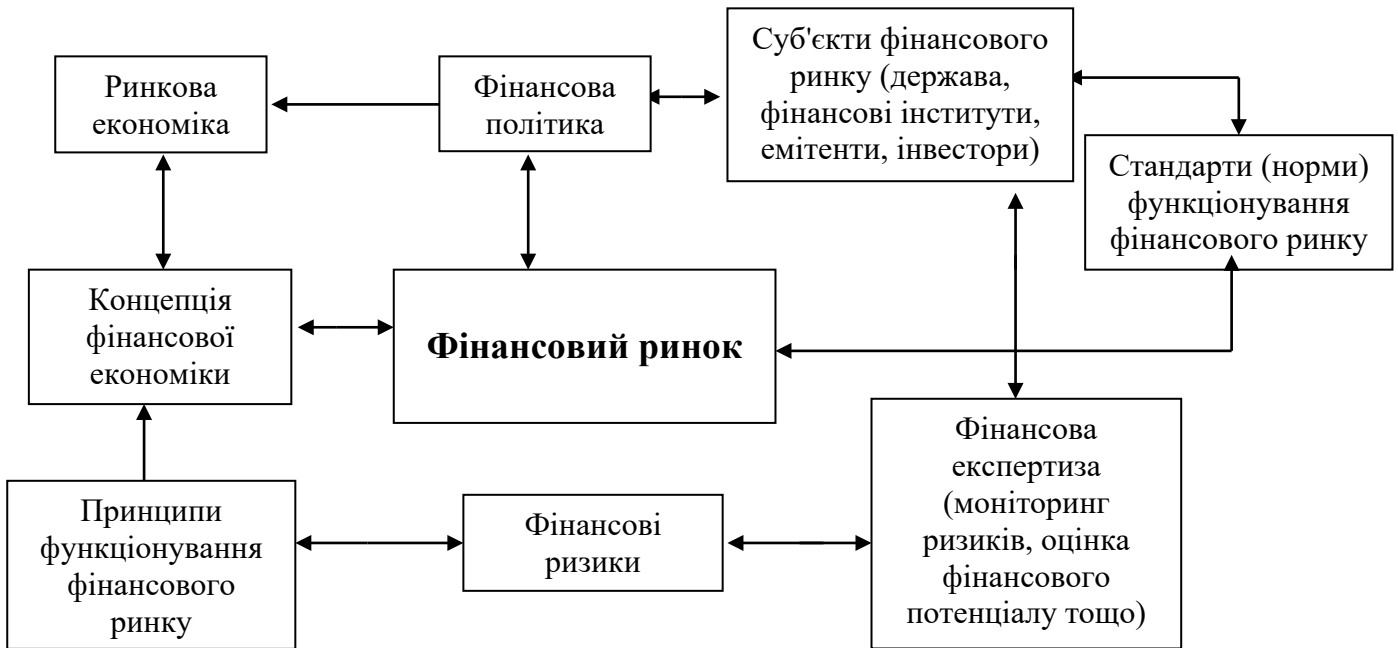 Ринкова
економіка
Фінансова
політика
Суб'єкти фінансового
ринку (держава,
фінансові інститути,
емітенти, інвестори)
Стандарти (норми)
функціонування
фінансового ринку
Концепція
фінансової
економіки
Фінансовий ринок
Принципи
функціонування
фінансового
ринку
Фінансові
ризики
Фінансова
експертиза
(моніторинг
ризиків, оцінка
фінансового
потенціалу тощо)